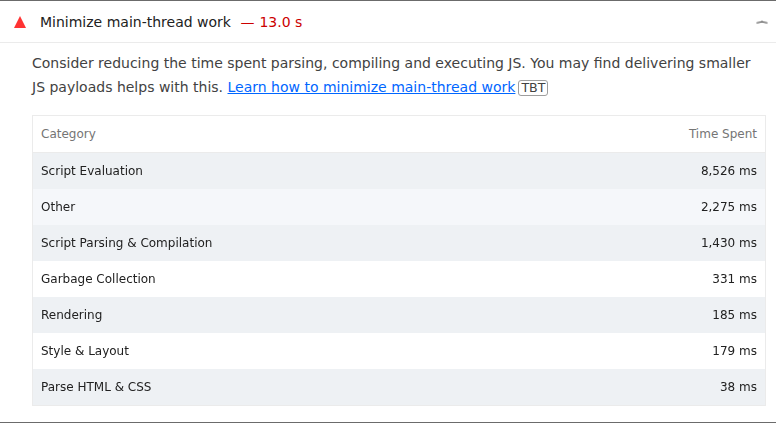 Minimize main-thread work — 13.0 s
Consider reducing the time spent parsing, compiling and executing JS. You may find delivering smaller
JS payloads helps with this. Learn how to minimize main-thread work TBT
Category Time Spent
Script Evaluation 8,526 ms
Other 2,275 ms
Script Parsing & Compilation 1,430 ms
Garbage Collection 331 ms
Rendering 185 ms
Style & Layout 179 ms
Parse HTML & CSS 38 ms